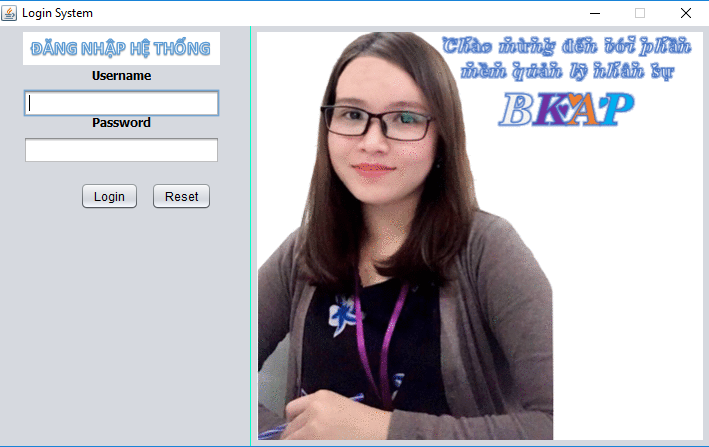 Login System
ĐĂNG NHẬP HỆ THỐNG
Username
Password
Login
Reset
Chào mừng đến với phần
mềm quản lý nhân sự
BKAP